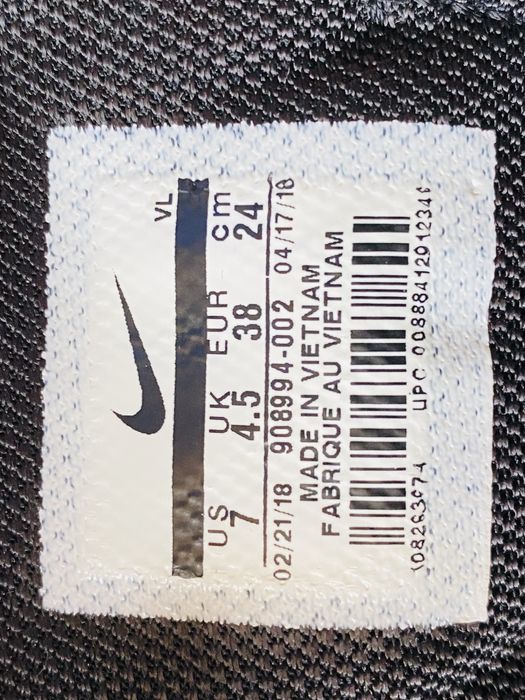 VL
US UK EUR cm
7 4.5 38 24
02/21/18 908994-002 04/17/18
MADE IN VIETNAM
FABRIQUE AU VIETNAM
UPC